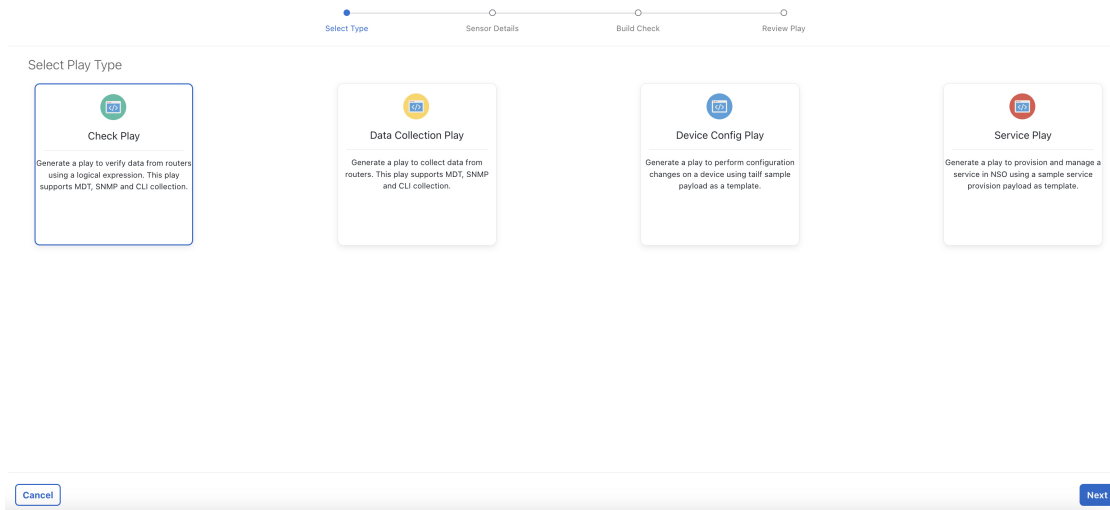 Select Type
Sensor Details
Build Check
Review Play
Select Play Type
Check Play
Generate a play to verify data from routers
using a logical expression. This play
supports MDT, SNMP and CLI collection.
Data Collection Play
Generate a play to collect data from
routers. This play supports MDT, SNMP
and CLI collection.
Device Config Play
Generate a play to perform configuration
changes on a device using tailf sample
payload as a template.
Service Play
Generate a play to provision and manage a
service in NSO using a sample service
provision payload as template.
Cancel
Next